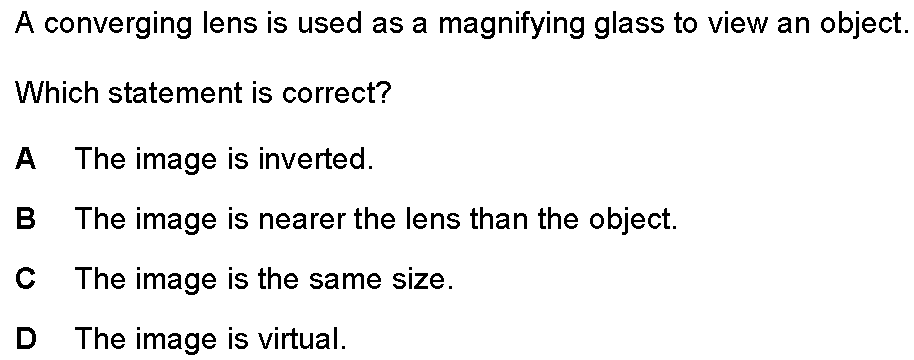 A converging lens is used as a magnifying glass to view an object.
Which statement is correct?
A The image is inverted.
B The image is nearer the lens than the object.
C The image is the same size.
D The image is virtual.